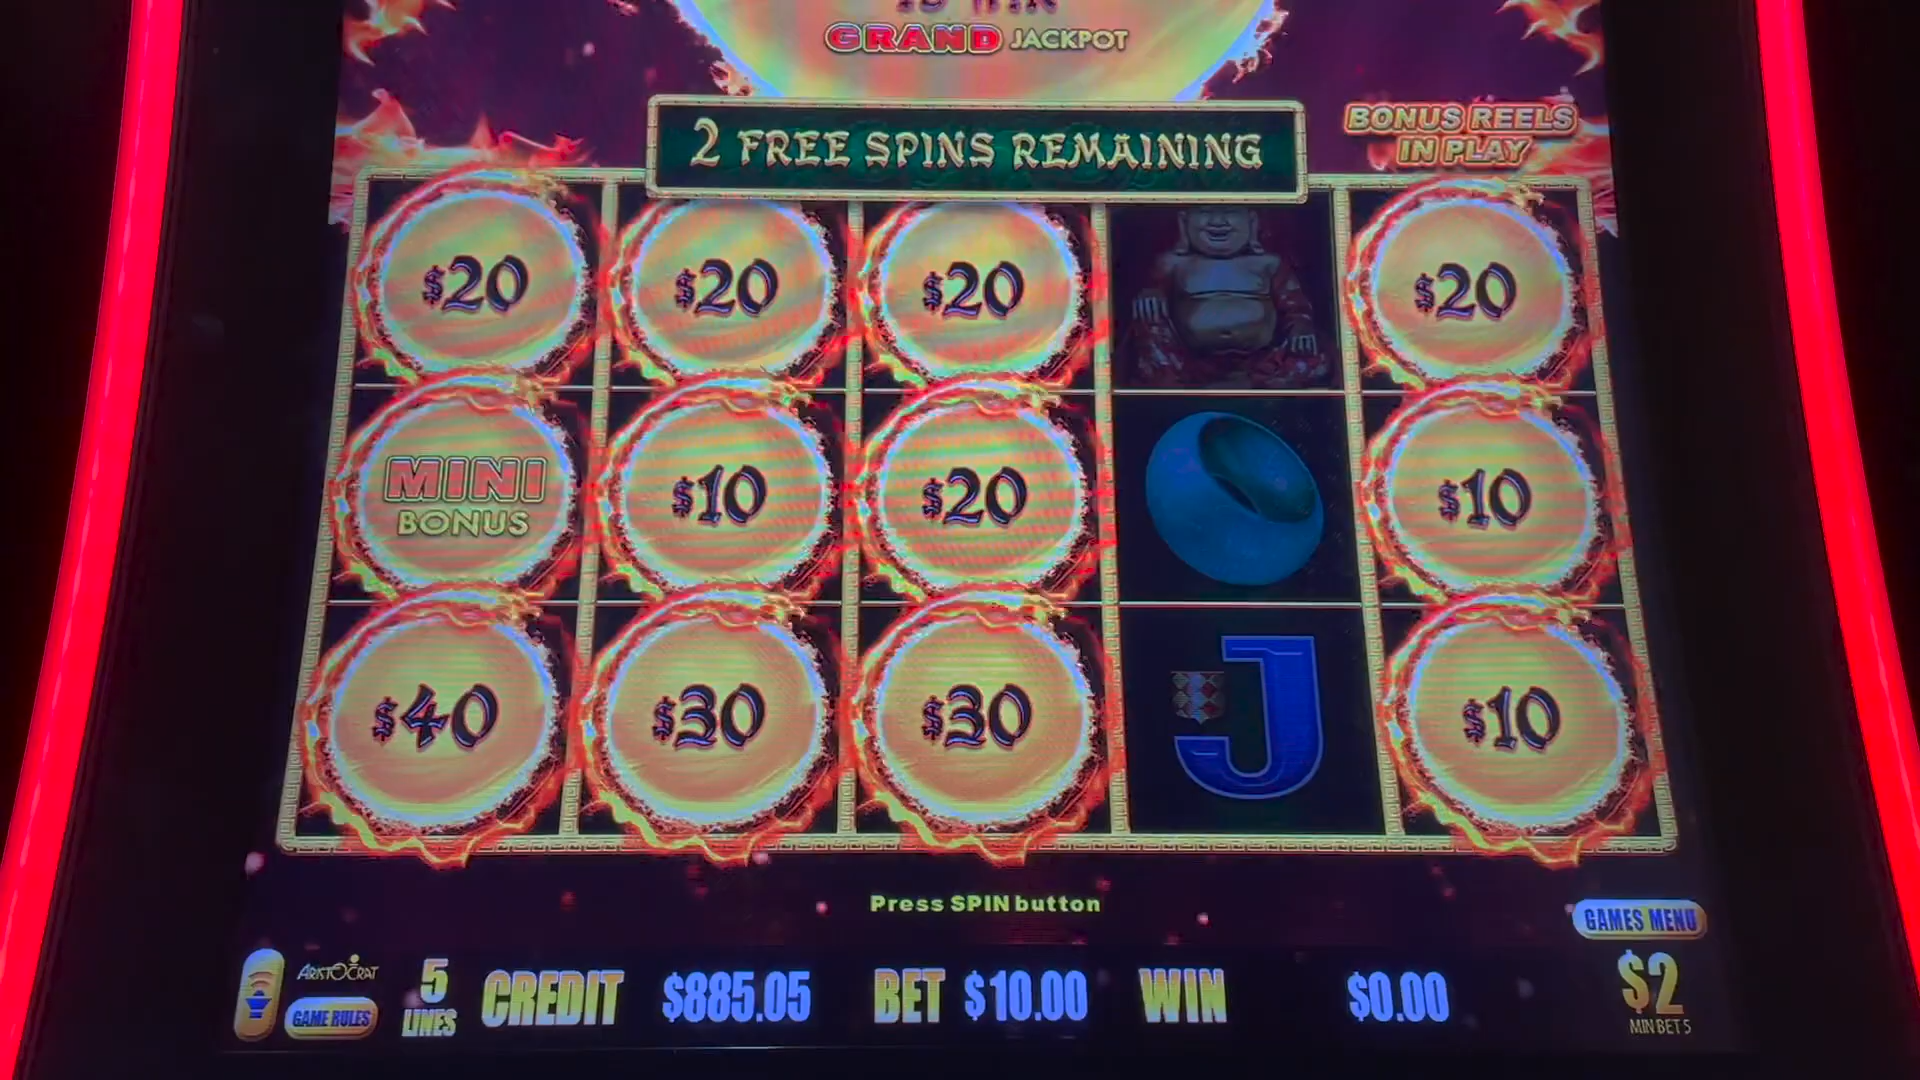 GRAND JACKPOT
2 FREE SPINS REMAINING
BONUS REELS
IN PLAY
$20
$20
$20
$20
MINI
BONUS
$10
$20
$10
$40
$30
$30
J
$10
Press SPIN button
GAMES MENU
ARISTOCRAT
GAME RULES
5
LINES
CREDIT $885.05 BET $10.00 WIN $0.00
$2
MIN BET 5